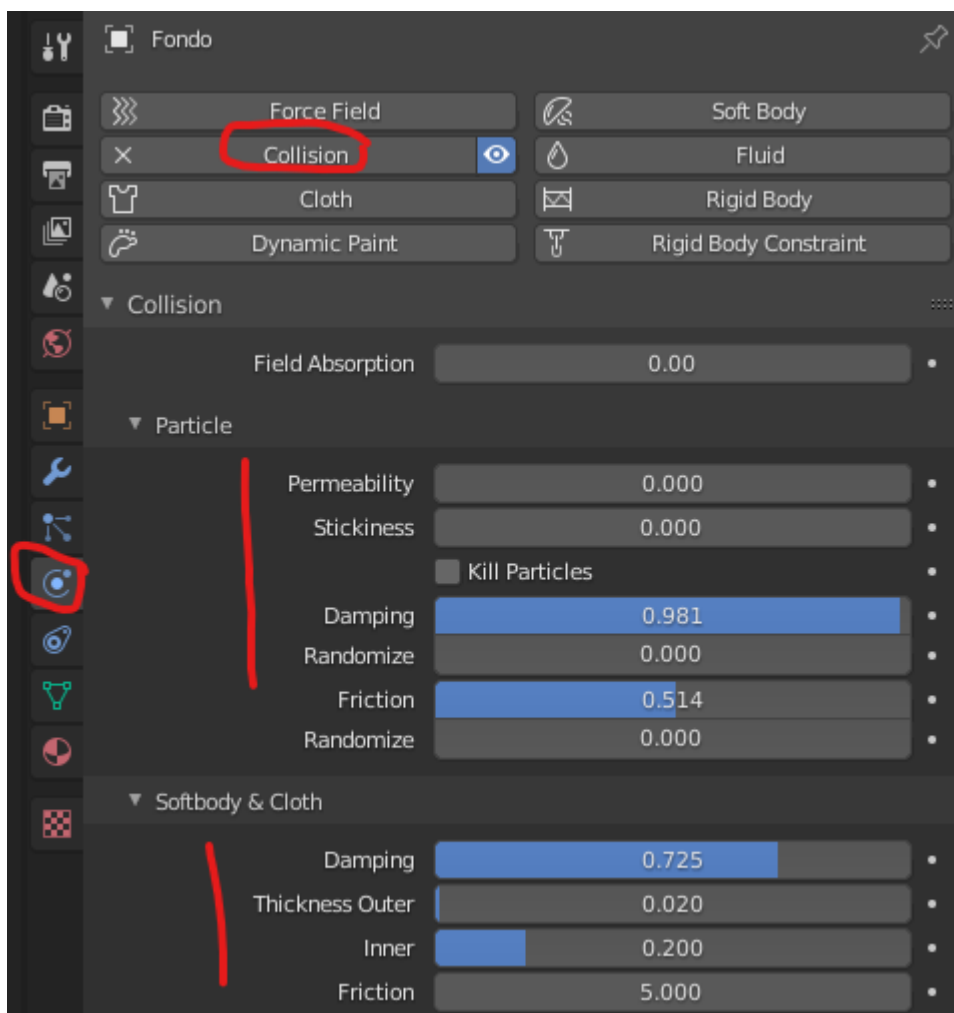 Fondo
Force Field Soft Body
Collision Fluid
Cloth Rigid Body
Dynamic Paint Rigid Body Constraint
Collision
Field Absorption 0.00
Particle
Permeability 0.000
Stickiness 0.000
Kill Particles
Damping 0.981
Randomize 0.000
Friction 0.514
Randomize 0.000
Softbody & Cloth
Damping 0.725
Thickness Outer 0.020
Inner 0.200
Friction 5.000